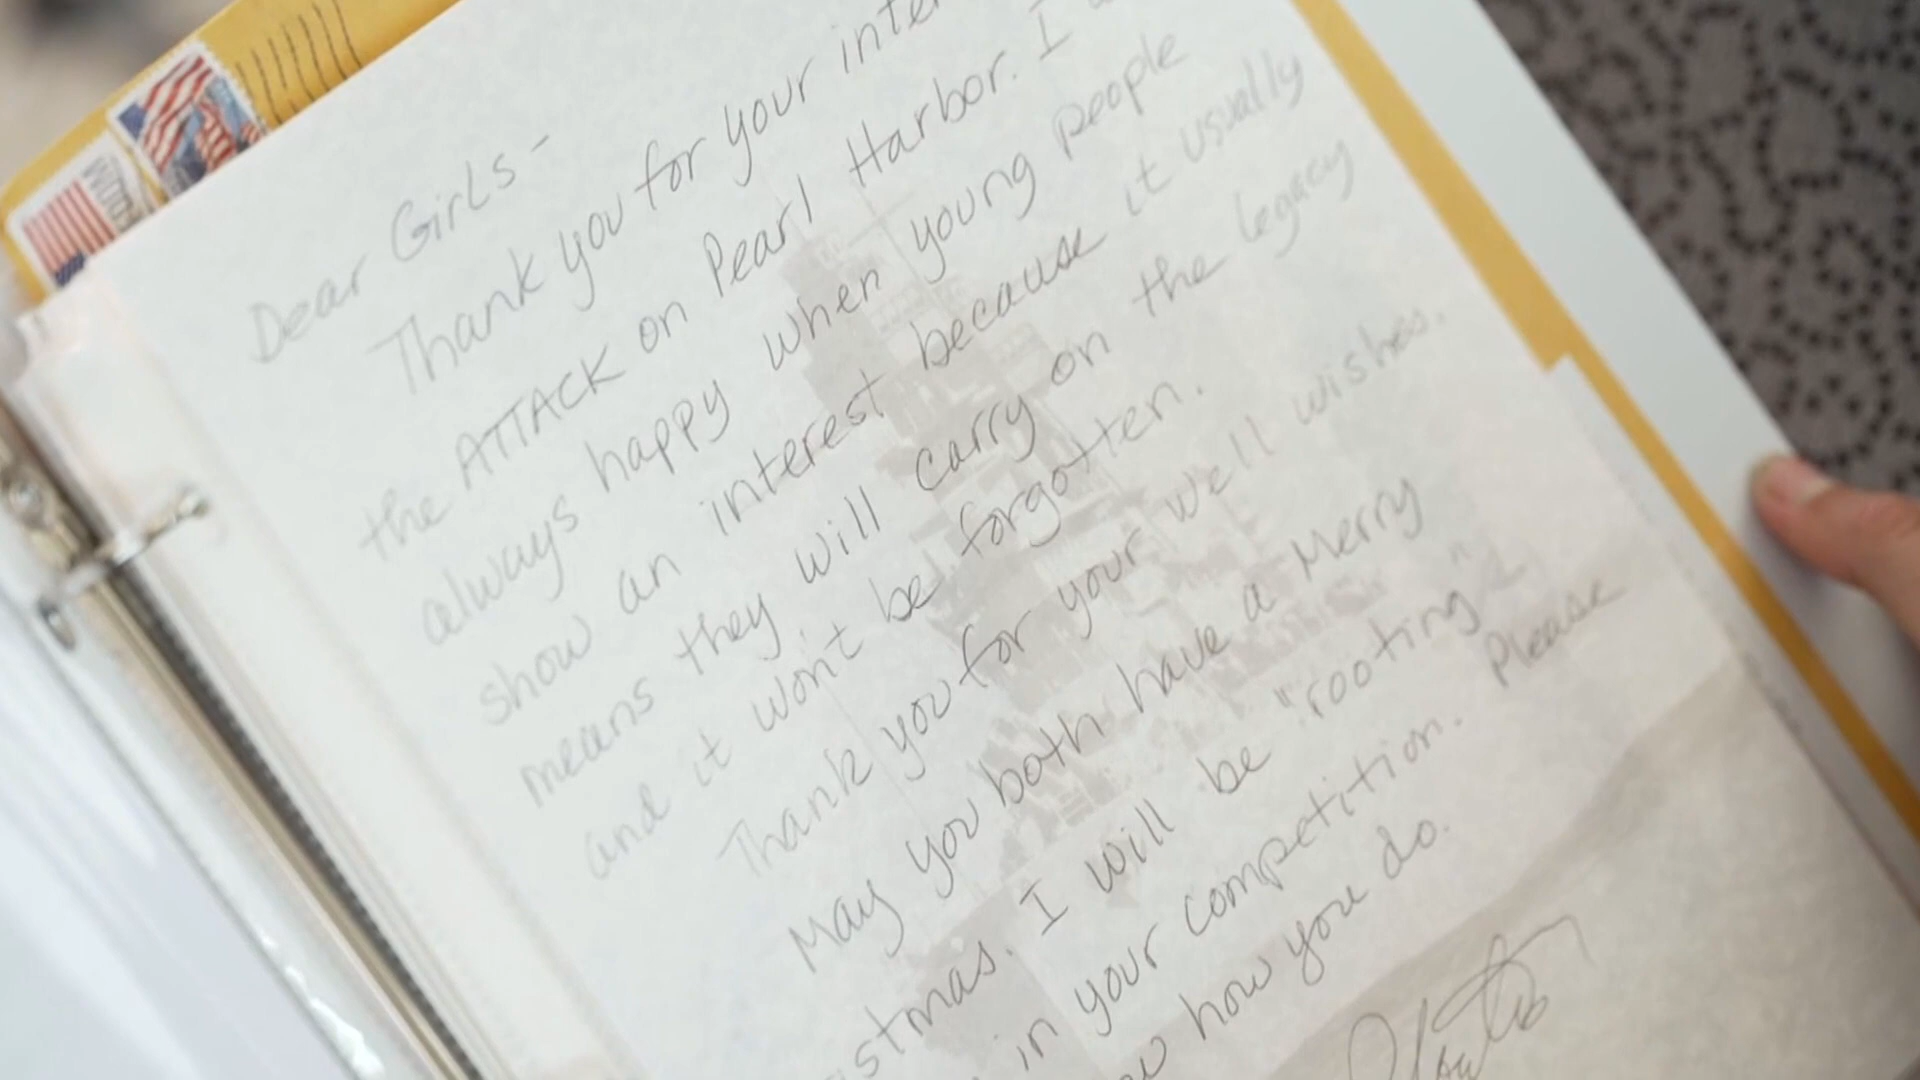 Dear Girls -
Thank you for your inte
the ATTACK on Pearl Harbor. I
always happy when young people
show an interest because it usually
means they will carry on the legacy
and it won't be forgotten.
Thank you for your well wishes.
May you both have a Merry
stmas. I will be "rooting"
in your competition. Please
w how you do.